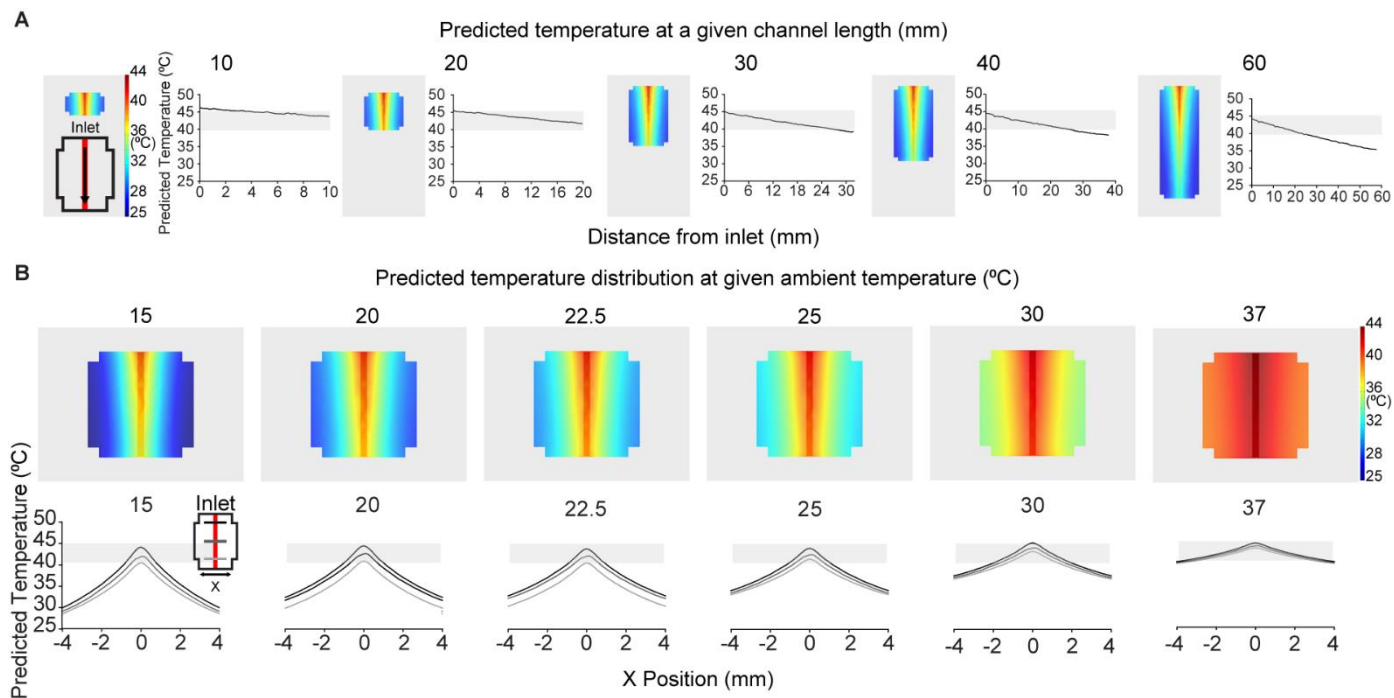 A
Predicted temperature at a given channel length (mm)
10 20 30 40 60
44
40
36
(ºC)
32
28
25
Inlet
Predicted Temperature (ºC)
50
45
40
35
30
25
0 2 4 6 8 10
50
45
40
35
30
25
0 4 8 12 16 20
50
45
40
35
30
25
0 6 12 18 24 30
50
45
40
35
30
25
0 10 20 30 40
50
45
40
35
30
25
0 10 20 30 40 50 60
Distance from inlet (mm)
B
Predicted temperature distribution at given ambient temperature (ºC)
15 20 22.5 25 30 37
44
40
36
(ºC)
32
28
25
Predicted Temperature (ºC)
15 20 22.5 25 30 37
Inlet
X
50
45
40
35
30
25
-4 -2 0 2 4
-4 -2 0 2 4
-4 -2 0 2 4
-4 -2 0 2 4
-4 -2 0 2 4
-4 -2 0 2 4
X Position (mm)